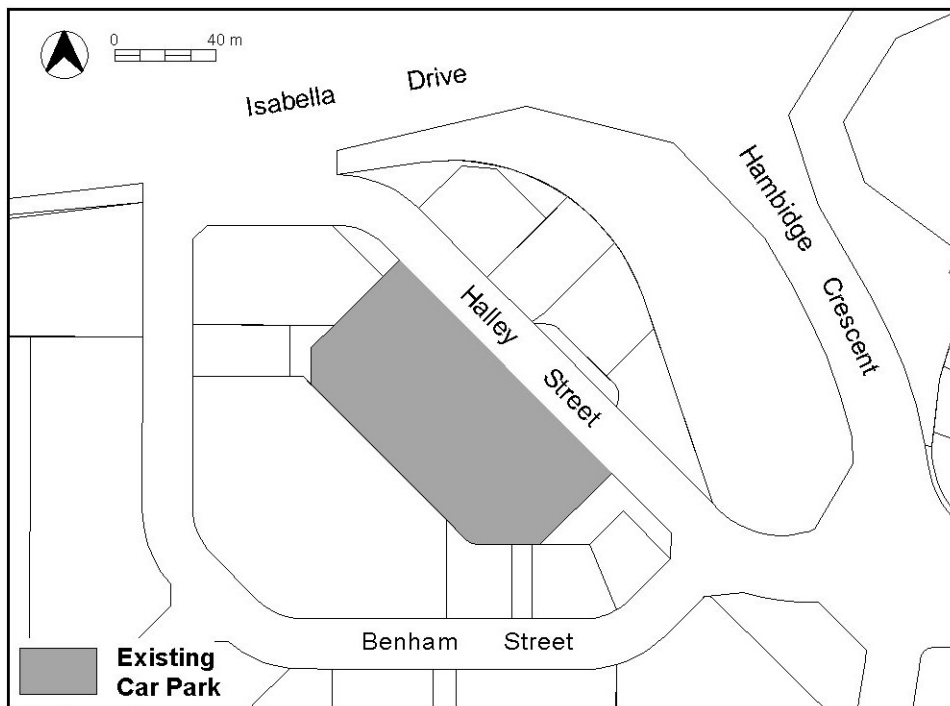 0 40 m
Isabella Drive
Hambidge Crescent
Halley Street
Benham Street
Existing
Car Park